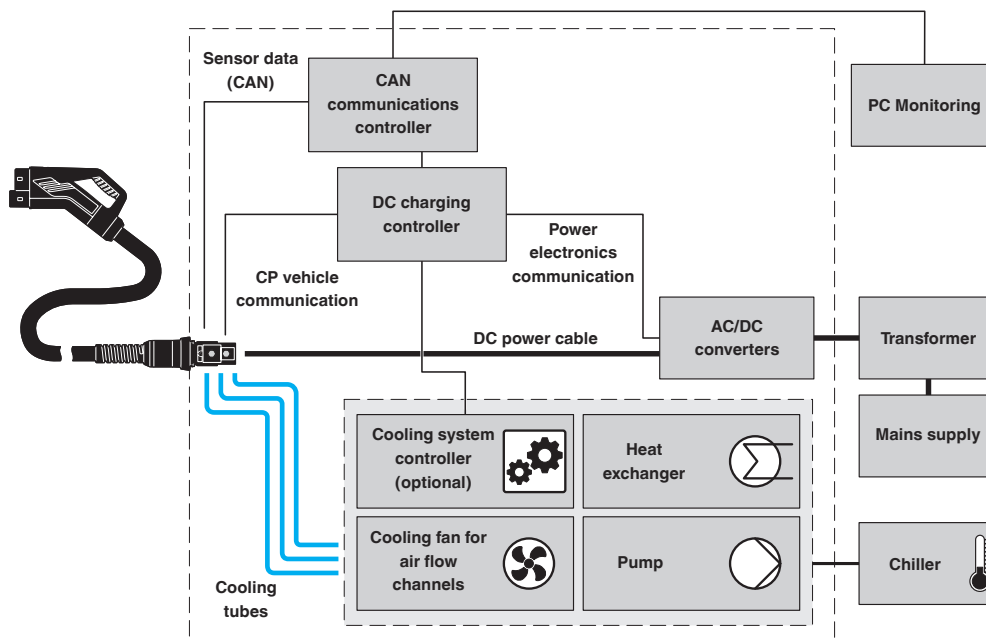 Sensor data
(CAN)
CAN
communications
controller
PC Monitoring
DC charging
controller
Power
electronics
communication
CP vehicle
communication
DC power cable
AC/DC
converters
Transformer
Mains supply
Cooling system
controller
(optional)
Heat
exchanger
Cooling fan for
air flow
channels
Pump
Chiller
Cooling
tubes